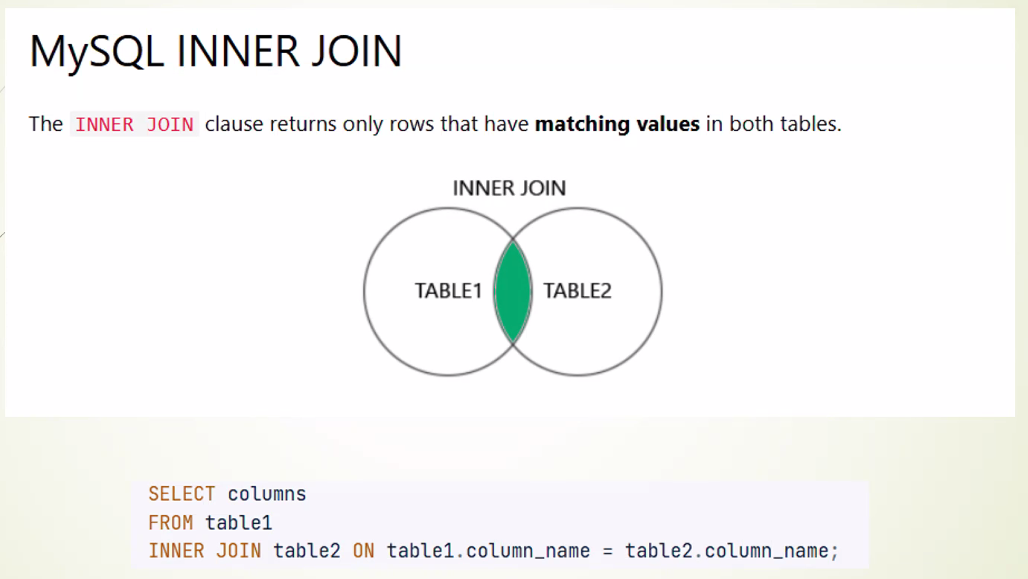 MySQL INNER JOIN
The INNER JOIN clause returns only rows that have matching values in both tables.
INNER JOIN
TABLE1 TABLE2
SELECT columns
FROM table1
INNER JOIN table2 ON table1.column_name = table2.column_name;